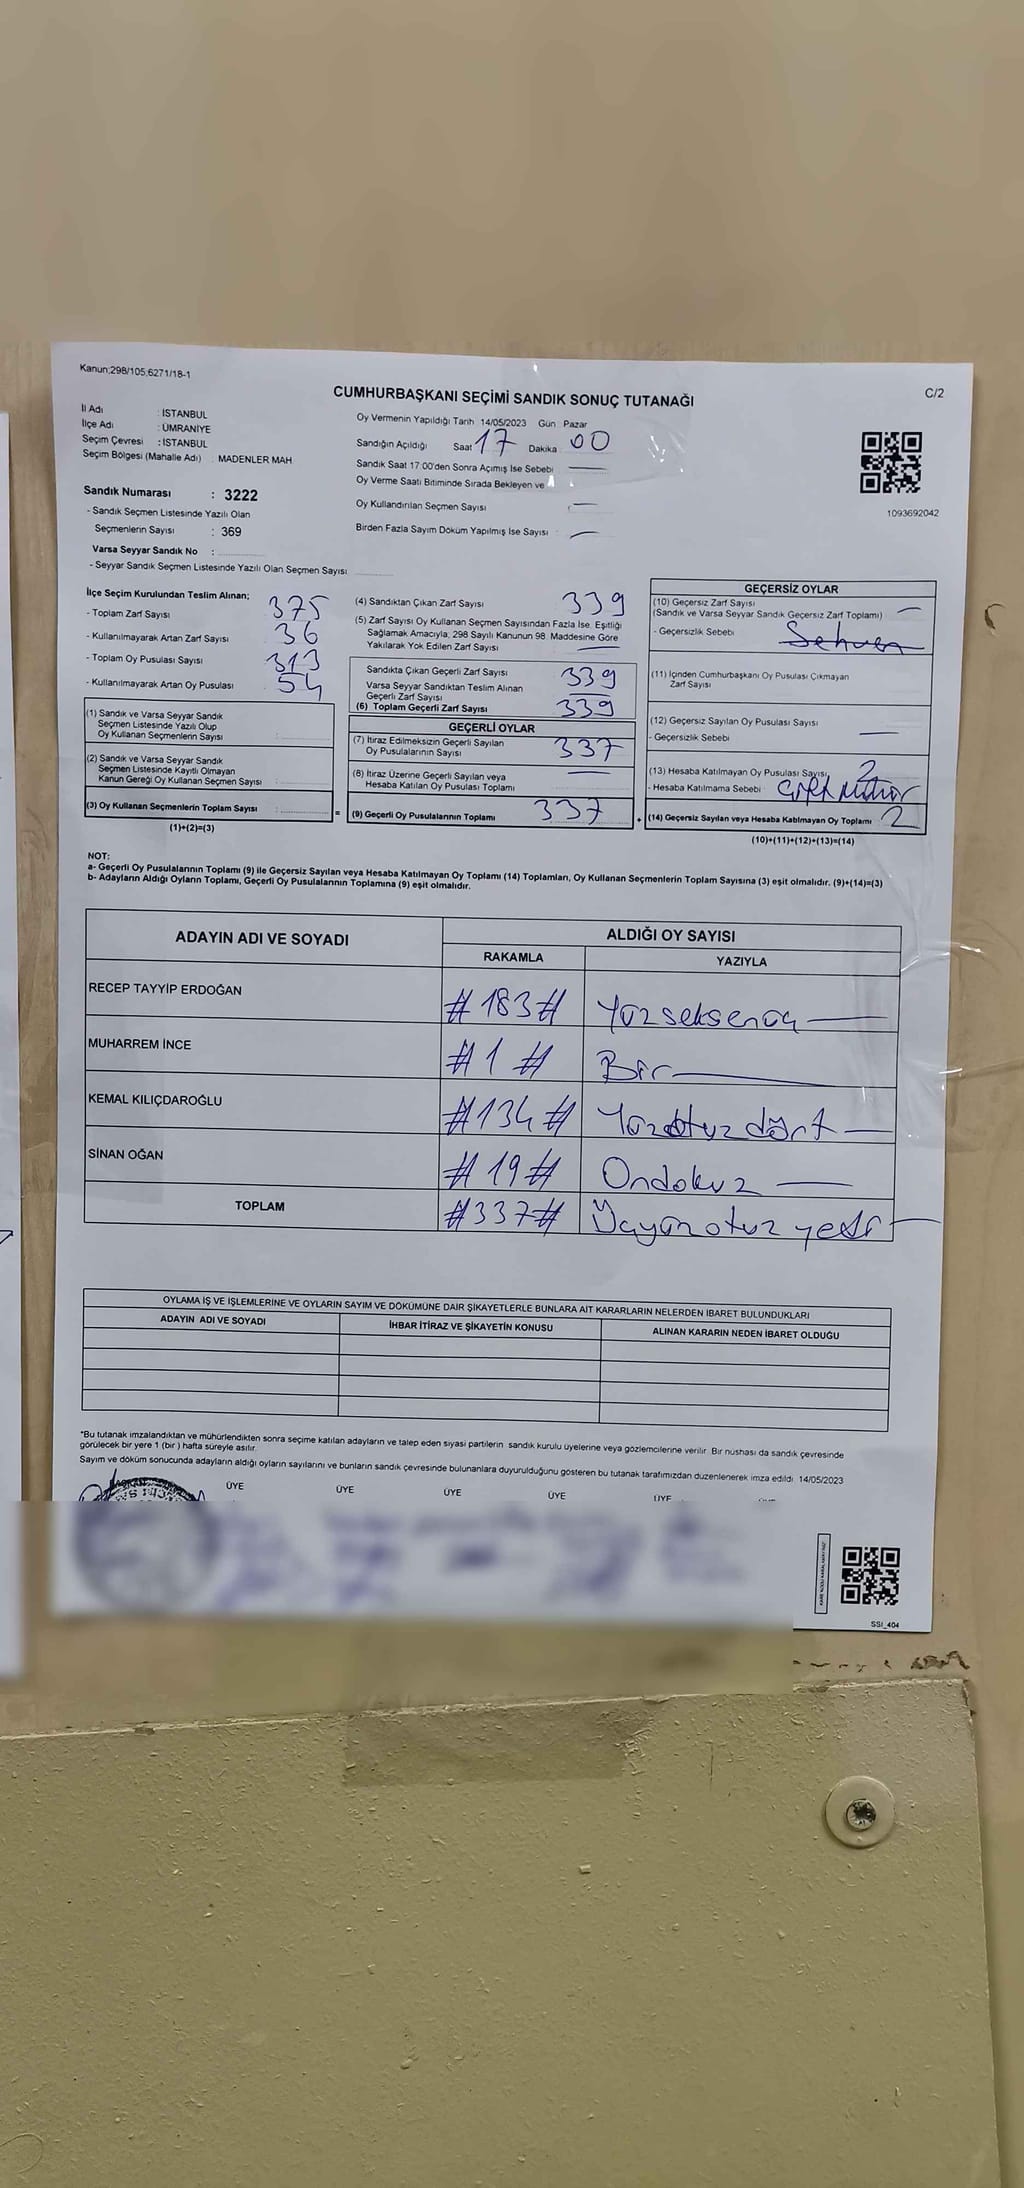 Kanun;298/105,6271/18-1
C/2
CUMHURBAŞKANI SEÇİMİ SANDIK SONUÇ TUTANAĞI
İl Adı : İSTANBUL
İlçe Adı : ÜMRANİYE
Seçim Çevresi : İSTANBUL
Seçim Bölgesi (Mahalle Adı) : MADENLER MAH
Sandık Numarası : 3222
- Sandık Seçmen Listesinde Yazılı Olan
Seçmenlerin Sayısı : 369
Varsa Seyyar Sandık No :
- Seyyar Sandık Seçmen Listesinde Yazılı Olan Seçmen Sayısı
Oy Vermenin Yapıldığı Tarih 14/05/2023 Gün Pazar
Sandığın Açıldığı Saat 17 Dakika 00
Sandık Saat 17:00'den Sonra Açılmış İse Sebebi
Oy Verme Saati Bitiminde Sırada Bekleyen ve
Oy Kullandırılan Seçmen Sayısı
Birden Fazla Sayım Döküm Yapılmış İse Sayısı
1093692042
İlçe Seçim Kurulundan Teslim Alınan;
- Toplam Zarf Sayısı 375
- Kullanılmayarak Artan Zarf Sayısı 36
- Toplam Oy Pusulası Sayısı
- Kullanılmayarak Artan Oy Pusulası 54
(1) Sandık ve Varsa Seyyar Sandık
Seçmen Listesinde Yazılı Olup
Oy Kullanan Seçmenlerin Sayısı :
(2) Sandık ve Varsa Seyyar Sandık
Seçmen Listesinde Kayıtlı Olmayan
Kanun Gereği Oy Kullanan Seçmen Sayısı :
(3) Oy Kullanan Seçmenlerin Toplam Sayısı :
(1)+(2)=(3)
=
(4) Sandıktan Çıkan Zarf Sayısı 339
(5) Zarf Sayısı Oy Kullanan Seçmen Sayısından Fazla İse, Eşitliği
Sağlamak Amacıyla, 298 Sayılı Kanunun 98. Maddesine Göre
Yakılarak Yok Edilen Zarf Sayısı
Sandıkta Çıkan Geçerli Zarf Sayısı 339
Varsa Seyyar Sandıktan Teslim Alınan
Geçerli Zarf Sayısı
(6) Toplam Geçerli Zarf Sayısı 339
GEÇERLİ OYLAR
(7) İtiraz Edilmeksizin Geçerli Sayılan
Oy Pusulalarının Sayısı 337
(8) İtiraz Üzerine Geçerli Sayılan veya
Hesaba Katılan Oy Pusulası Toplamı
(9) Geçerli Oy Pusulalarının Toplamı 337
+
GEÇERSİZ OYLAR
(10) Geçersiz Zarf Sayısı
(Sandık ve Varsa Seyyar Sandık Geçersiz Zarf Toplamı)
- Geçersizlik Sebebi Sehven
(11) İçinden Cumhurbaşkanı Oy Pusulası Çıkmayan
Zarf Sayısı
(12) Geçersiz Sayılan Oy Pusulası Sayısı
- Geçersizlik Sebebi
(13) Hesaba Katılmayan Oy Pusulası Sayısı 2
- Hesaba Katılmama Sebebi
(14) Geçersiz Sayılan veya Hesaba Katılmayan Oy Toplamı 2
(10)+(11)+(12)+(13)=(14)
NOT:
a- Geçerli Oy Pusulalarının Toplamı (9) ile Geçersiz Sayılan veya Hesaba Katılmayan Oy Toplamı (14) Toplamları, Oy Kullanan Seçmenlerin Toplam Sayısına (3) eşit olmalıdır. (9)+(14)=(3)
b- Adayların Aldığı Oyların Toplamı, Geçerli Oy Pusulalarının Toplamına (9) eşit olmalıdır.
ADAYIN ADI VE SOYADI ALDIĞI OY SAYISI
RAKAMLA YAZIYLA
RECEP TAYYİP ERDOĞAN #183# Yüzseksenüç
MUHARREM İNCE #1# Bir
KEMAL KILIÇDAROĞLU #134# Yüzotuzdört
SİNAN OĞAN #19# Ondokuz
TOPLAM #337# Üçyüzotuzyedi
OYLAMA İŞ VE İŞLEMLERİNE VE OYLARIN SAYIM VE DÖKÜMÜNE DAİR ŞİKAYETLERLE BUNLARA AİT KARARLARIN NELERDEN İBARET BULUNDUKLARI
ADAYIN ADI VE SOYADI İHBAR İTİRAZ VE ŞİKAYETİN KONUSU ALINAN KARARIN NEDEN İBARET OLDUĞU
*Bu tutanak imzalandıktan ve mühürlendikten sonra seçime katılan adayların ve talep eden siyasi partilerin sandık kurulu üyelerine veya gözlemcilerine verilir. Bir nüshası da sandık çevresinde
görülecek bir yere 1 (bir ) hafta süreyle asılır.
Sayım ve döküm sonucunda adayların aldığı oyların sayılarını ve bunların sandık çevresinde bulunanlara duyurulduğunu gösteren bu tutanak tarafımızdan düzenlenerek imza edildi. 14/05/2023
BAŞKAN ÜYE ÜYE ÜYE ÜYE ÜYE
SSI_404